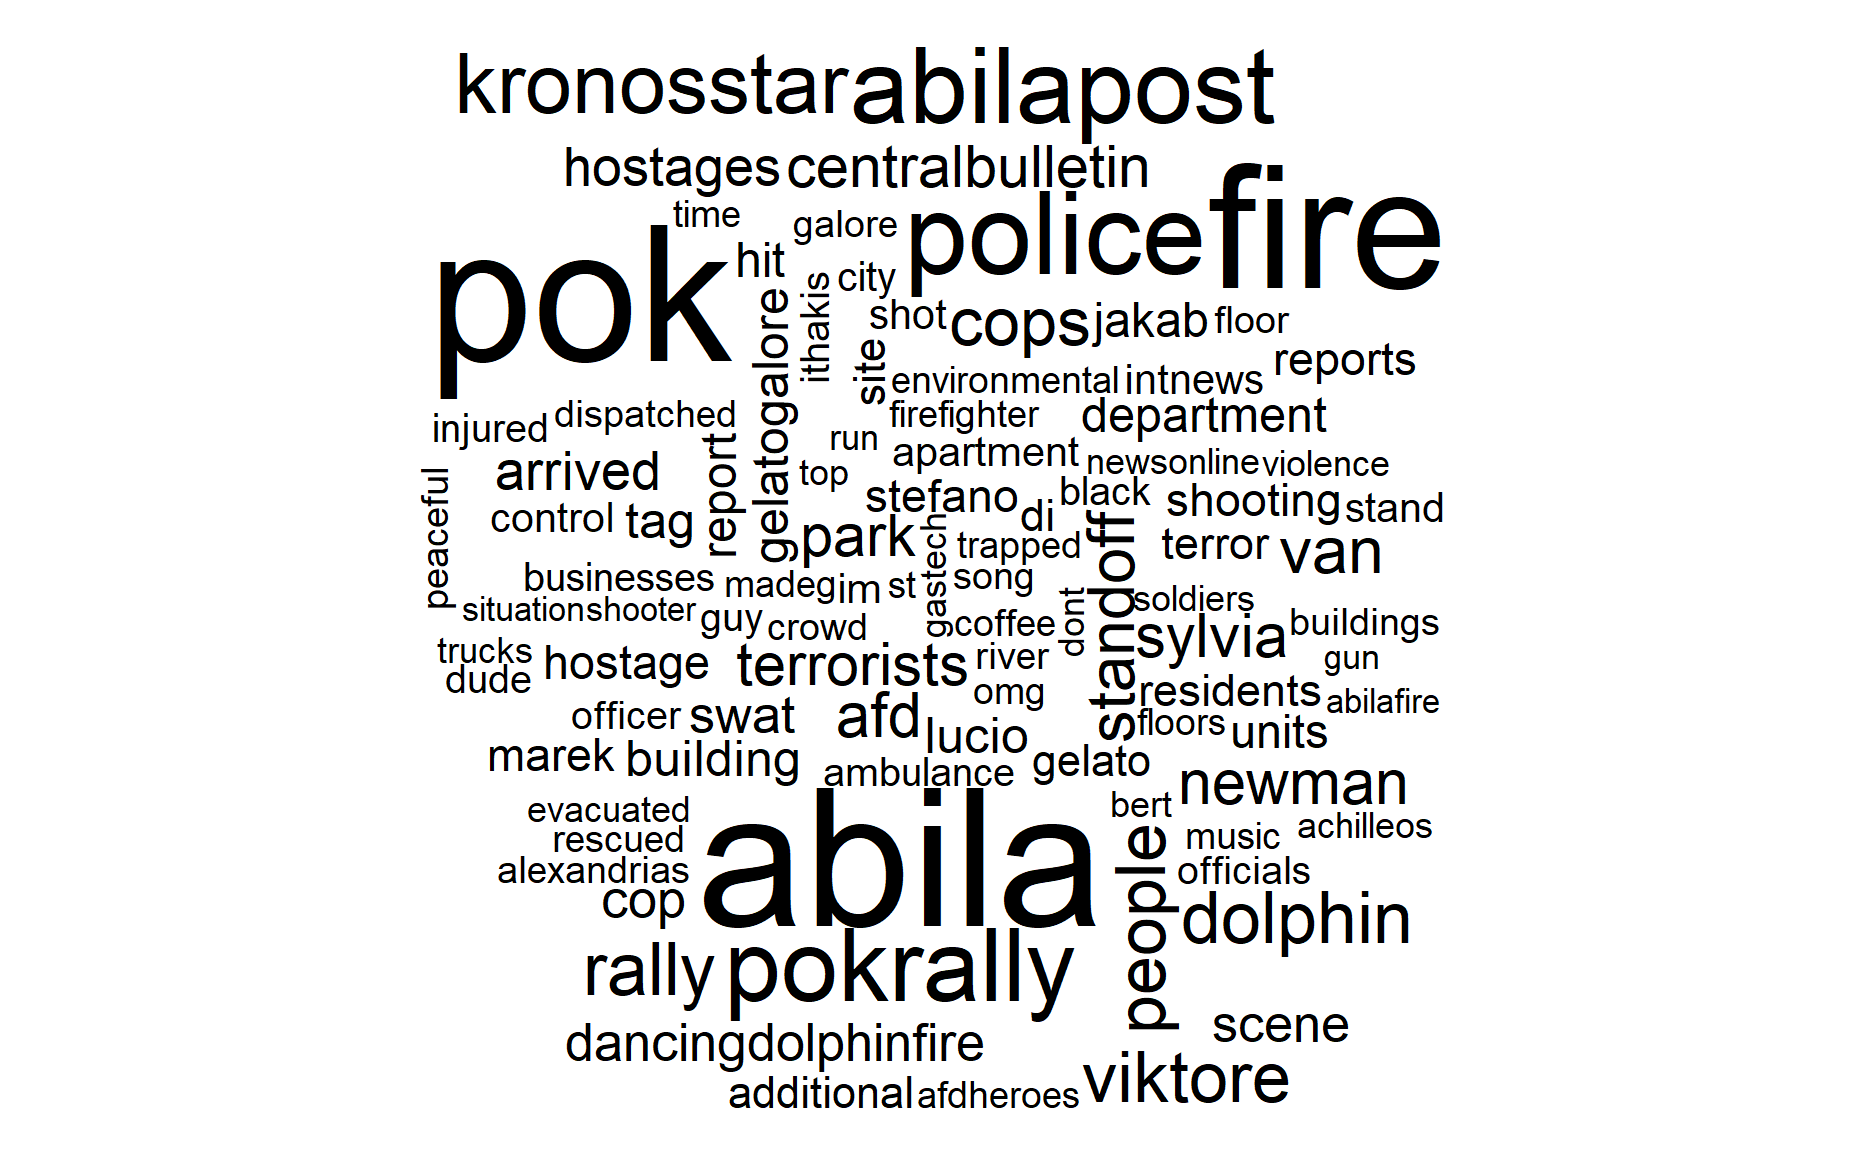 kronosstar abilapost
hostages centralbulletin
time galore police fire
pok hit city
gelatogalore ithakis
shot cops jakab floor
site reports
environmental intnews
injured dispatched firefighter department
run apartment newsonline violence
arrived report top
peaceful control tag stefano di black shooting stand
park gastech trapped standoff terror van
businesses madeg im st song
situation shooter guy crowd coffee dont soldiers buildings
trucks hostage terrorists river sylvia gun
dude omg residents abilafire
officer swat afd lucio floors units
marek building ambulance gelato newman
evacuated abila bert
rescued people music achilleos
alexandrias officials
cop dolphin
rally pokrally
dancingdolphinfire scene
additional afdheroes viktore